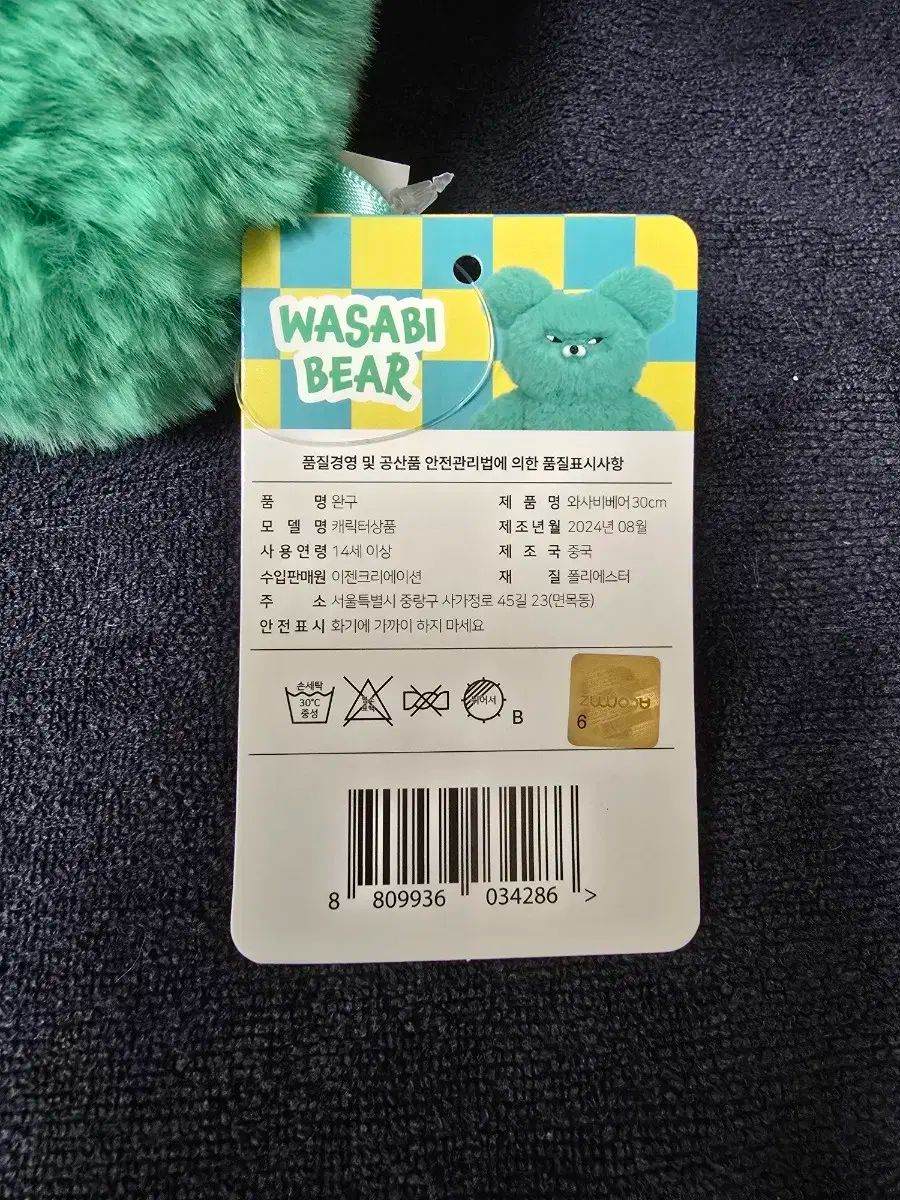 WASABI
BEAR
품질경영 및 공산품 안전관리법에 의한 품질표시사항
품 명 완구 제 품 명 와사비베어30cm
모 델 명 캐릭터상품 제조년월 2024년 08월
사용연령 14세 이상 제 조 국 중국
수입판매원 이젠크리에이션 재 질 폴리에스터
주 소 서울특별시 중랑구 사가정로 45길 23(면목동)
안전표시 화기에 가까이 하지 마세요
손세탁
30°C
중성
뉘어서
B
Acommz
6
8 809936 034286 >